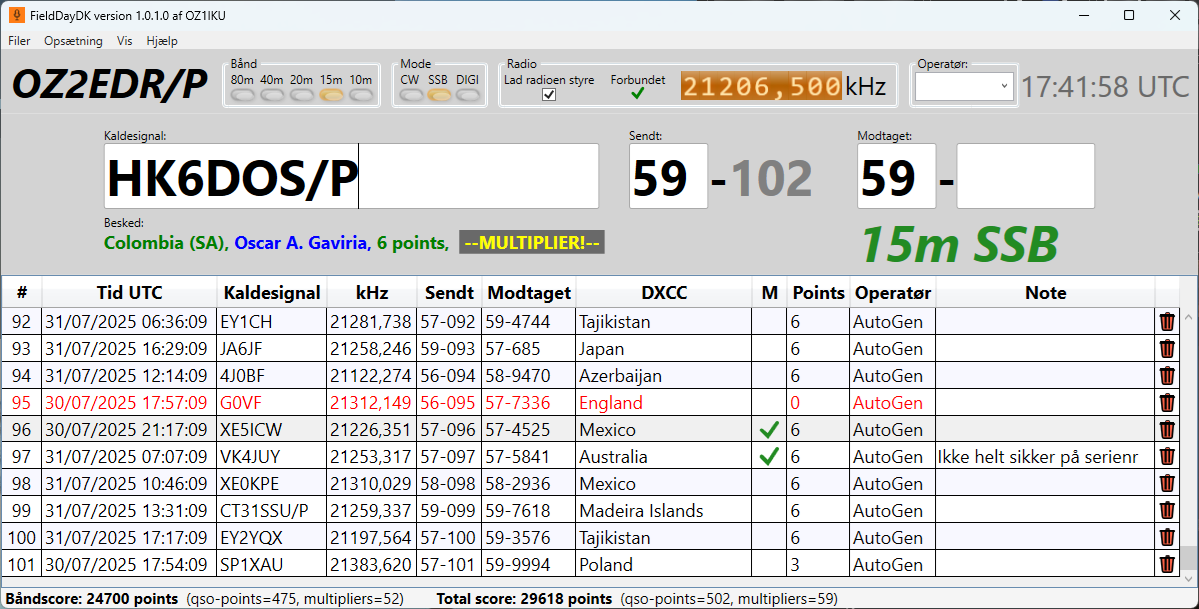 FieldDayDK version 1.0.1.0 af OZ1IKU
Filer Opsætning Vis Hjælp
OZ2EDR/P
Bånd
80m 40m 20m 15m 10m
Mode
CW SSB DIGI
Radio
Lad radioen styre
Forbundet
21206,500 kHz
Operatør:
17:41:58 UTC
Kaldesignal:
HK6DOS/P
Sendt:
59 -102
Modtaget:
59 -
Besked:
Colombia (SA), Oscar A. Gaviria, 6 points, --MULTIPLIER!--
15m SSB
# Tid UTC Kaldesignal kHz Sendt Modtaget DXCC M Points Operatør Note
92 31/07/2025 06:36:09 EY1CH 21281,738 57-092 59-4744 Tajikistan 6 AutoGen
93 31/07/2025 16:29:09 JA6JF 21258,246 59-093 57-685 Japan 6 AutoGen
94 31/07/2025 12:14:09 4J0BF 21122,274 56-094 58-9470 Azerbaijan 6 AutoGen
95 30/07/2025 17:57:09 G0VF 21312,149 56-095 57-7336 England 0 AutoGen
96 30/07/2025 21:17:09 XE5ICW 21226,351 57-096 57-4525 Mexico 6 AutoGen
97 31/07/2025 07:07:09 VK4JUY 21253,317 57-097 57-5841 Australia 6 AutoGen Ikke helt sikker på serienr
98 31/07/2025 10:46:09 XE0KPE 21310,029 58-098 58-2936 Mexico 6 AutoGen
99 31/07/2025 13:31:09 CT31SSU/P 21259,337 59-099 59-7618 Madeira Islands 6 AutoGen
100 31/07/2025 17:17:09 EY2YQX 21197,564 57-100 59-3576 Tajikistan 6 AutoGen
101 30/07/2025 17:54:09 SP1XAU 21383,620 57-101 59-9994 Poland 3 AutoGen
Båndscore: 24700 points (qso-points=475, multipliers=52) Total score: 29618 points (qso-points=502, multipliers=59)